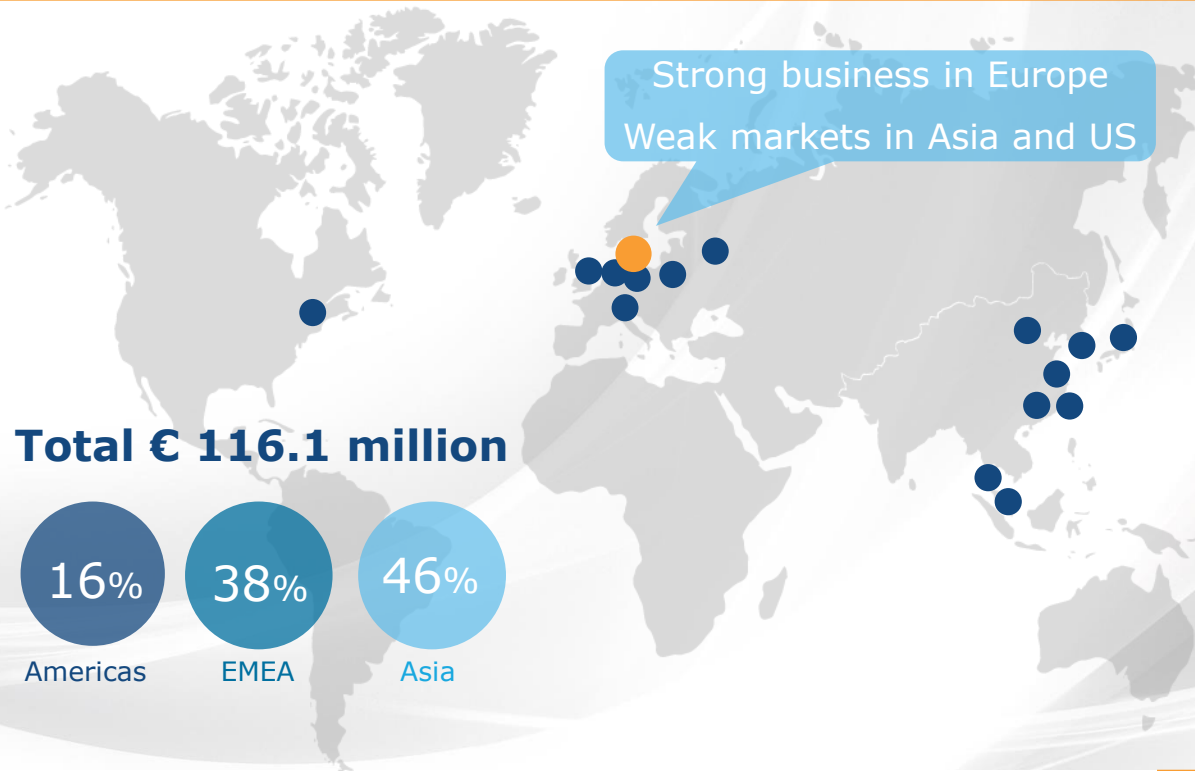 Strong business in Europe
Weak markets in Asia and US
Total € 116.1 million
16%
38%
46%
Americas
EMEA
Asia